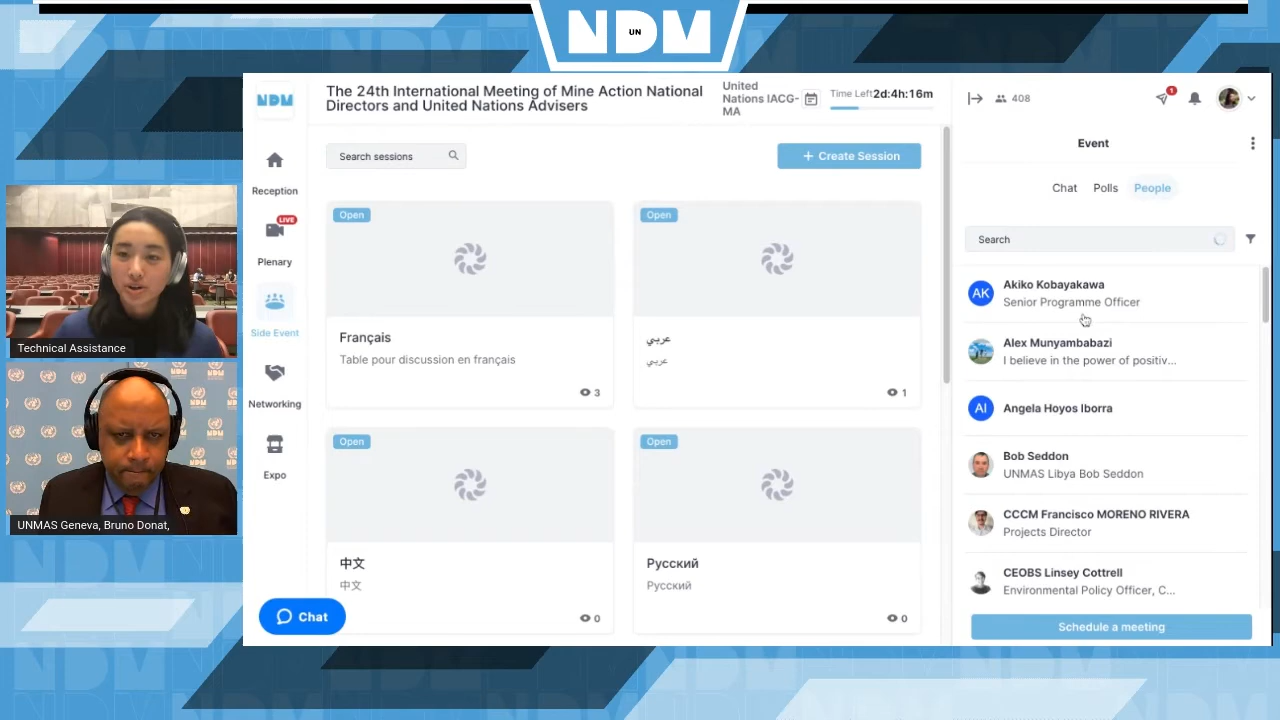 NDM
UN
NDM
The 24th International Meeting of Mine Action National
Directors and United Nations Advisers
United
Nations IACG-
MA
Time Left 2d:4h:16m
408
1
Reception
LIVE
Plenary
Side Event
Networking
Expo
Search sessions
+ Create Session
Open
Français
Table pour discussion en français
3
Open
عربي
عربي
1
Open
中文
中文
0
Open
Русский
Русский
0
Chat
Event
Chat Polls People
Search
AK
Akiko Kobayakawa
Senior Programme Officer
Alex Munyambabazi
I believe in the power of positiv...
AI
Angela Hoyos Iborra
Bob Seddon
UNMAS Libya Bob Seddon
CCCM Francisco MORENO RIVERA
Projects Director
CEOBS Linsey Cottrell
Environmental Policy Officer, C...
Schedule a meeting
Technical Assistance
UNMAS Geneva, Bruno Donat,